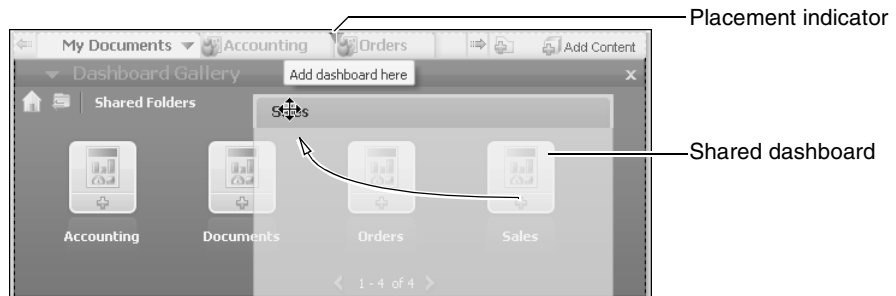 Placement indicator
My Documents Accounting Orders Add Content
Dashboard Gallery
Add dashboard here
x
Shared Folders
Sales
Shared dashboard
Accounting Documents Orders Sales
1 - 4 of 4